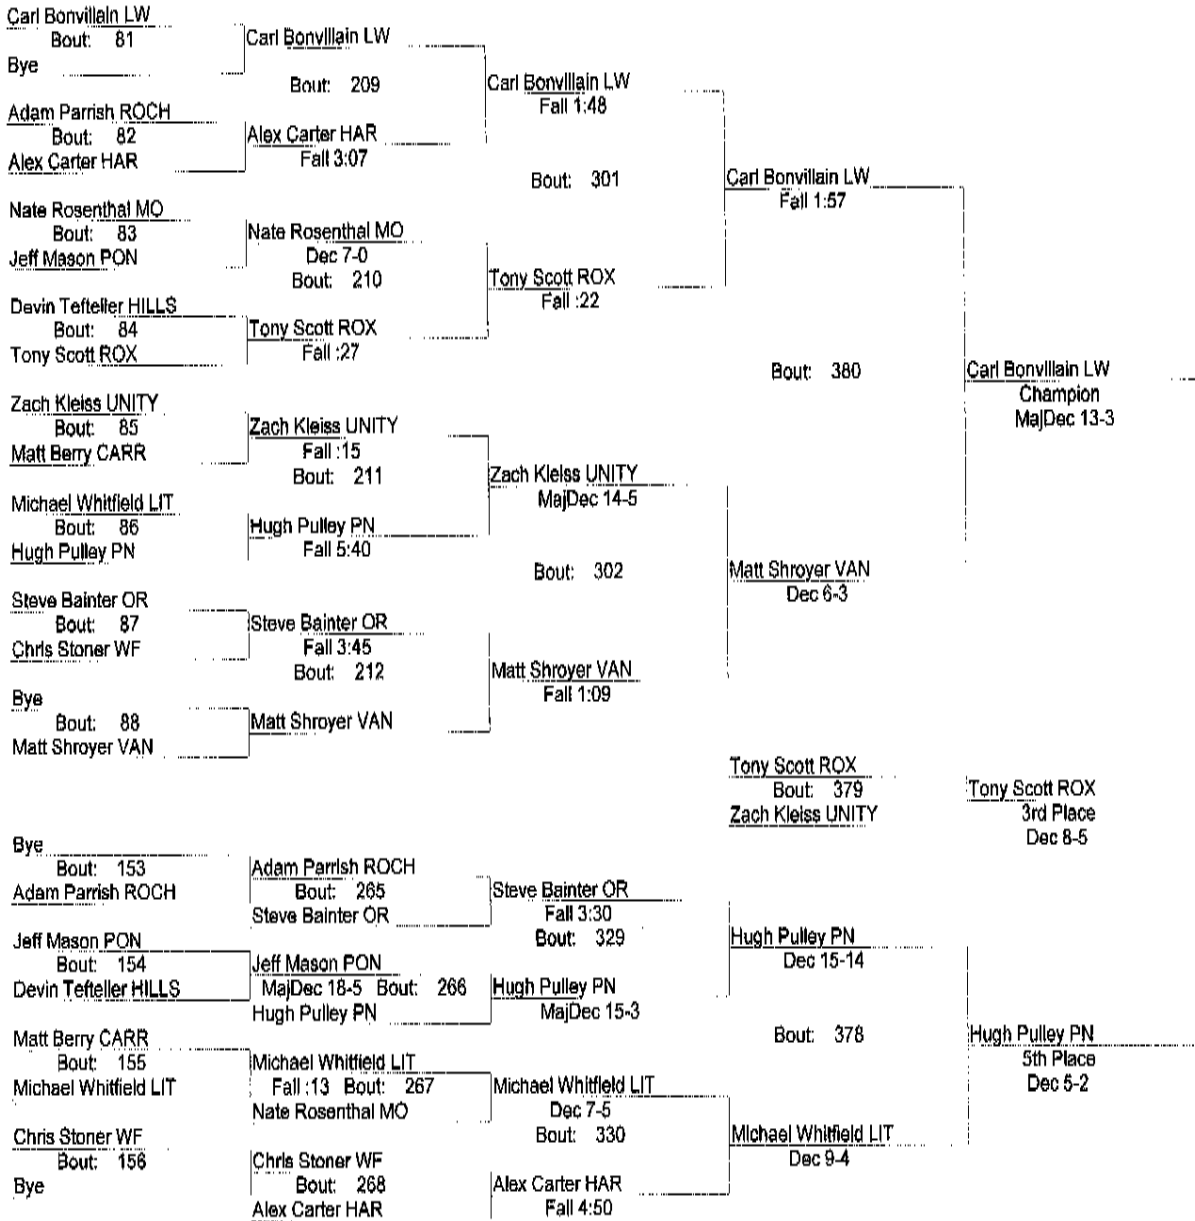 Carl Bonvillain LW
Bout: 81
Bye
Carl Bonvillain LW
Bout: 209
Adam Parrish ROCH
Bout: 82
Alex Carter HAR
Alex Carter HAR
Fall 3:07
Carl Bonvillain LW
Fall 1:48
Bout: 301
Nate Rosenthal MO
Bout: 83
Jeff Mason PON
Nate Rosenthal MO
Dec 7-0
Bout: 210
Devin Tefteller HILLS
Bout: 84
Tony Scott ROX
Tony Scott ROX
Fall :27
Tony Scott ROX
Fall :22
Carl Bonvillain LW
Fall 1:57
Bout: 380
Zach Kleiss UNITY
Bout: 85
Matt Berry CARR
Zach Kleiss UNITY
Fall :15
Bout: 211
Michael Whitfield LIT
Bout: 86
Hugh Pulley PN
Hugh Pulley PN
Fall 5:40
Zach Kleiss UNITY
MajDec 14-5
Bout: 302
Steve Bainter OR
Bout: 87
Chris Stoner WF
Steve Bainter OR
Fall 3:45
Bout: 212
Bye
Bout: 88
Matt Shroyer VAN
Matt Shroyer VAN
Matt Shroyer VAN
Fall 1:09
Matt Shroyer VAN
Dec 6-3
Carl Bonvillain LW
Champion
MajDec 13-3
Tony Scott ROX
Bout: 379
Zach Kleiss UNITY
Tony Scott ROX
3rd Place
Dec 8-5
Bye
Bout: 153
Adam Parrish ROCH
Adam Parrish ROCH
Bout: 265
Steve Bainter OR
Steve Bainter OR
Fall 3:30
Bout: 329
Jeff Mason PON
Bout: 154
Devin Tefteller HILLS
Jeff Mason PON
MajDec 18-5 Bout: 266
Hugh Pulley PN
Hugh Pulley PN
MajDec 15-3
Hugh Pulley PN
Dec 15-14
Bout: 378
Matt Berry CARR
Bout: 155
Michael Whitfield LIT
Michael Whitfield LIT
Fall :13 Bout: 267
Nate Rosenthal MO
Michael Whitfield LIT
Dec 7-5
Bout: 330
Chris Stoner WF
Bout: 156
Bye
Chris Stoner WF
Bout: 268
Alex Carter HAR
Alex Carter HAR
Fall 4:50
Michael Whitfield LIT
Dec 9-4
Hugh Pulley PN
5th Place
Dec 5-2